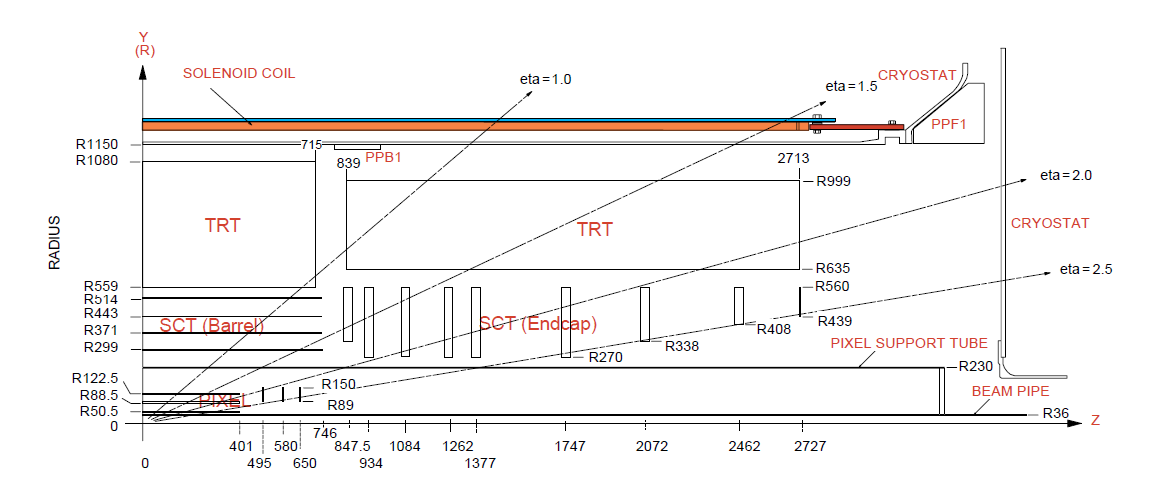 Y
(R)
SOLENOID COIL
eta=1.0
eta=1.5
CRYOSTAT
PPF1
R1150
715
PPB1
R1080
839
2713
R999
eta=2.0
TRT
TRT
CRYOSTAT
RADIUS
R635
eta=2.5
R559
R560
R514
R443
SCT (Barrel)
SCT (Endcap)
R439
R408
R371
R338
PIXEL SUPPORT TUBE
R299
R270
R230
R122.5
R150
R88.5
PIXEL
R89
BEAM PIPE
R50.5
R36
0
Z
746
401
580
847.5
1084
1262
1747
2072
2462
2727
0
495
650
934
1377